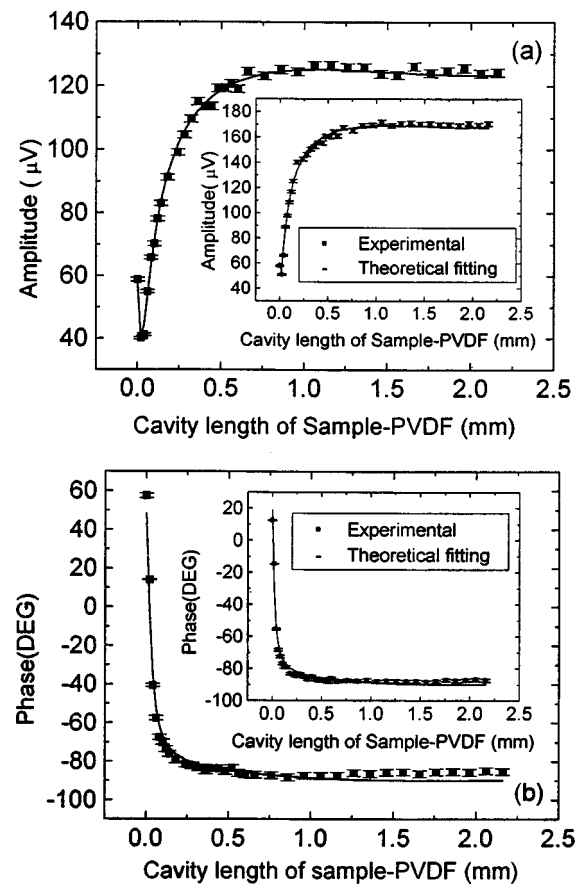 (a)
140
120
100
80
60
40
Amplitude ( μV)
0.0 0.5 1.0 1.5 2.0 2.5
Cavity length of Sample-PVDF (mm)
180
160
140
120
100
80
60
40
Amplitude( μV)
Experimental
Theoretical fitting
0.0 0.5 1.0 1.5 2.0 2.5
Cavity length of Sample-PVDF (mm)
60
40
20
0
-20
-40
-60
-80
-100
Phase(DEG)
20
0
-20
-40
-60
-80
-100
Phase(DEG)
Experimental
Theoretical fitting
0.0 0.5 1.0 1.5 2.0 2.5
Cavity length of Sample-PVDF (mm)
(b)
0.0 0.5 1.0 1.5 2.0 2.5
Cavity length of sample-PVDF (mm)